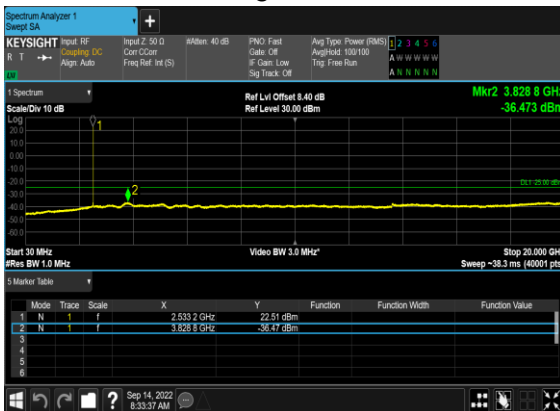 Spectrum Analyzer 1
Swept SA
KEYSIGHT
R T
LV
Input: RF
Coupling: DC
Align: Auto
Input Z: 50 Ω
Corr CCorr
Freq Ref: Int (S)
#Atten: 40 dB
PNO: Fast
Gate: Off
IF Gain: Low
Sig Track: Off
Avg Type: Power (RMS)
Avg|Hold: 100/100
Trig: Free Run
1 2 3 4 5 6
A W W W W W
A N N N N N
1 Spectrum
Scale/Div 10 dB
Ref Lvl Offset 8.40 dB
Ref Level 30.00 dBm
Mkr2 3.828 8 GHz
-36.473 dBm
Log
20.0
10.0
0.00
-10.0
-20.0
-30.0
-40.0
-50.0
-60.0
1
2
Start 30 MHz
#Res BW 1.0 MHz
Video BW 3.0 MHz*
Stop 20.000 GH
Sweep ~38.3 ms (40001 pts
5 Marker Table
Mode Trace Scale X Y Function Function Width Function Value
1 N 1 f 2.533 2 GHz 22.51 dBm
2 N 1 f 3.828 8 GHz -36.47 dBm
3
4
5
6
?
Sep 14, 2022
8:33:37 AM